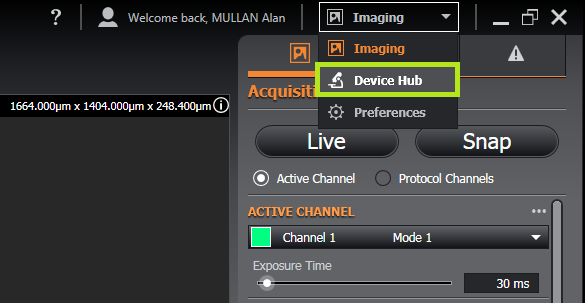 ? Welcome back, MULLAN Alan Imaging
Imaging
Device Hub
Acquisiti
1664.000µm x 1404.000µm x 248.400µm
Preferences
Live Snap
Active Channel Protocol Channels
ACTIVE CHANNEL
Channel 1 Mode 1
Exposure Time
30 ms